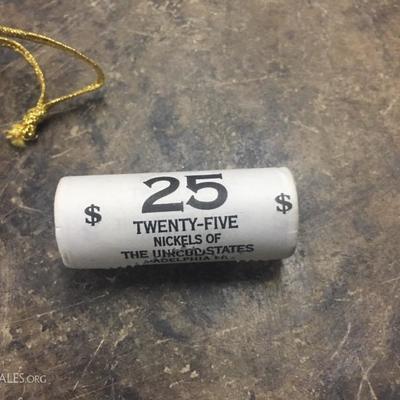 25
$ $
TWENTY-FIVE
NICKELS OF
THE STATES
ALES.ORG